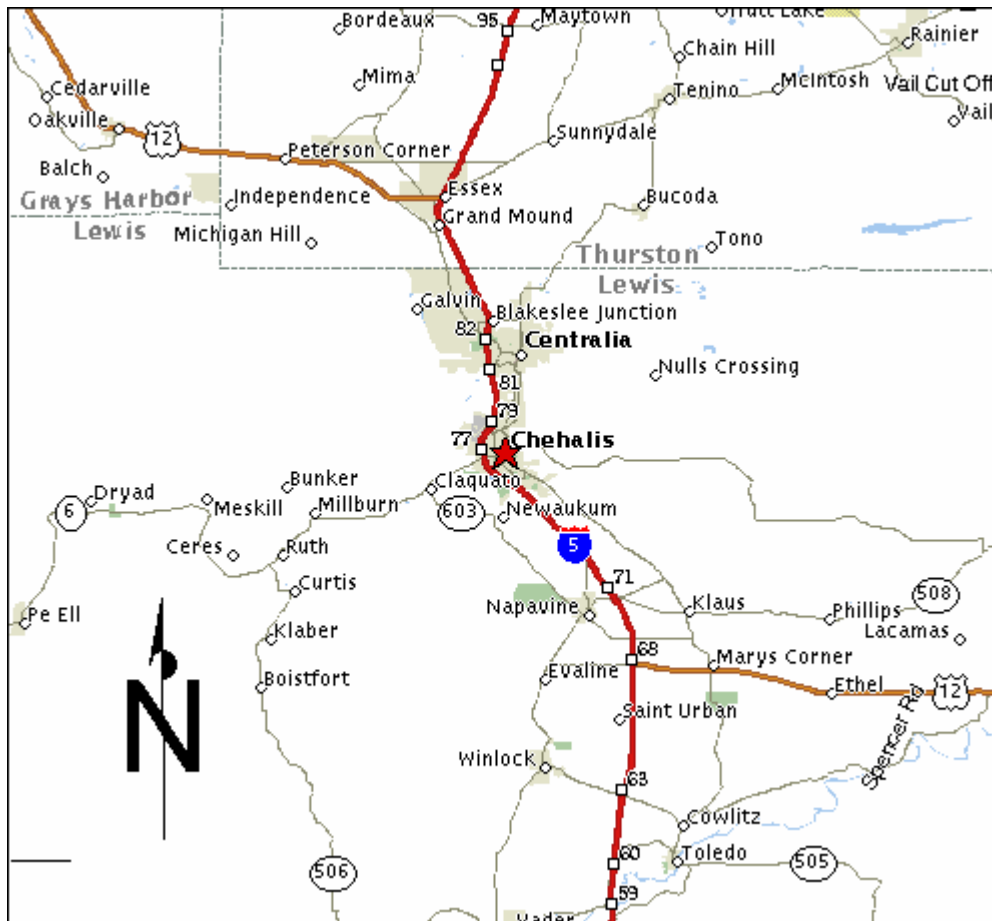 Bordeaux
95
Maytown
Orrutt Lake
Rainier
Chain Hill
Mima
Cedarville
Tenino
McIntosh
Vail Cut Off
Vail
Oakville
12
Sunnydale
Peterson Corner
Balch
Essex
Grays Harbor
Independence
Bucoda
Lewis
Grand Mound
Michigan Hill
Tono
Thurston
Lewis
Galvin
Blakeslee Junction
82
Centralia
Nulls Crossing
81
79
77
Chehalis
Bunker
Claquato
Dryad
Meskill
Millburn
6
603
Newaukum
Ceres
Ruth
5
Curtis
71
508
Pe Ell
Napavine
Klaus
Phillips
Klaber
Lacamas
68
Marys Corner
Boistfort
Evaline
Ethel
12
Spencer Rd
Saint Urban
N
Winlock
63
Cowlitz
60
Toledo
505
506
59
Vader